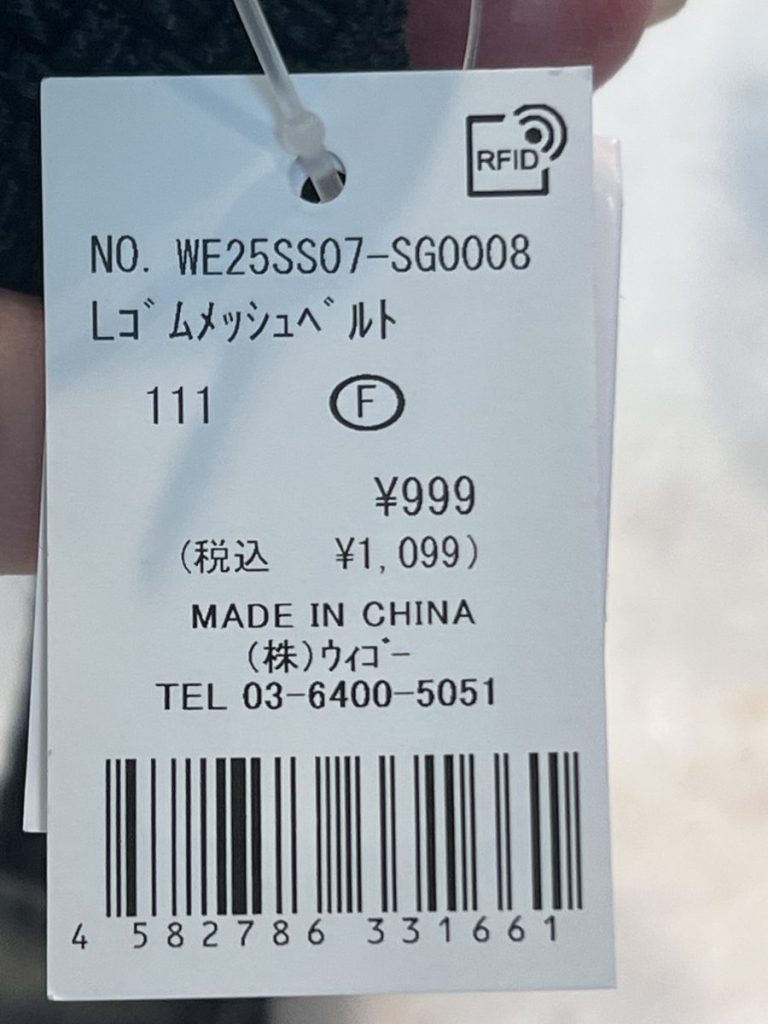 RFID
NO. WE25SS07-SG0008
Lｺﾞﾑﾒｯｼｭﾍﾞﾙﾄ
111 Ⓕ
¥999
(税込 ¥1,099)
MADE IN CHINA
(株)ｳｨｺﾞｰ
TEL 03-6400-5051
4 582786 331661